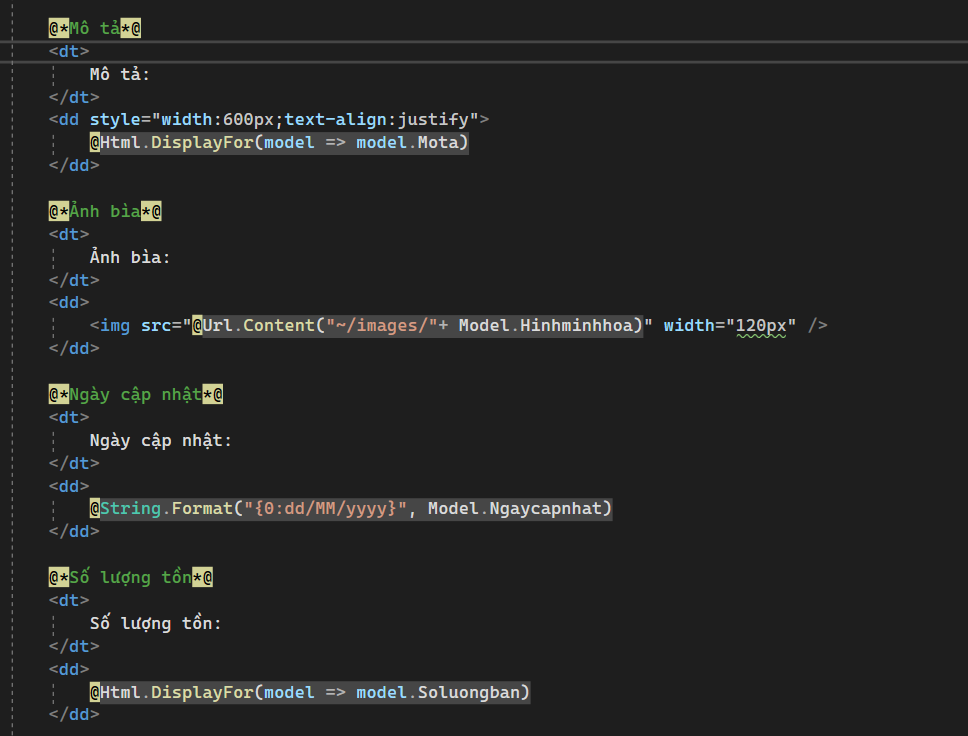 @*Mô tả*@
<dt>
Mô tả:
</dt>
<dd style="width:600px;text-align:justify">
@Html.DisplayFor(model => model.Mota)
</dd>
@*Ảnh bìa*@
<dt>
Ảnh bìa:
</dt>
<dd>
<img src="@Url.Content("~/images/"+ Model.Hinhminhhoa)" width="120px" />
</dd>
@*Ngày cập nhật*@
<dt>
Ngày cập nhật:
</dt>
<dd>
@String.Format("{0:dd/MM/yyyy}", Model.Ngaycapnhat)
</dd>
@*Số lượng tồn*@
<dt>
Số lượng tồn:
</dt>
<dd>
@Html.DisplayFor(model => model.Soluongban)
</dd>